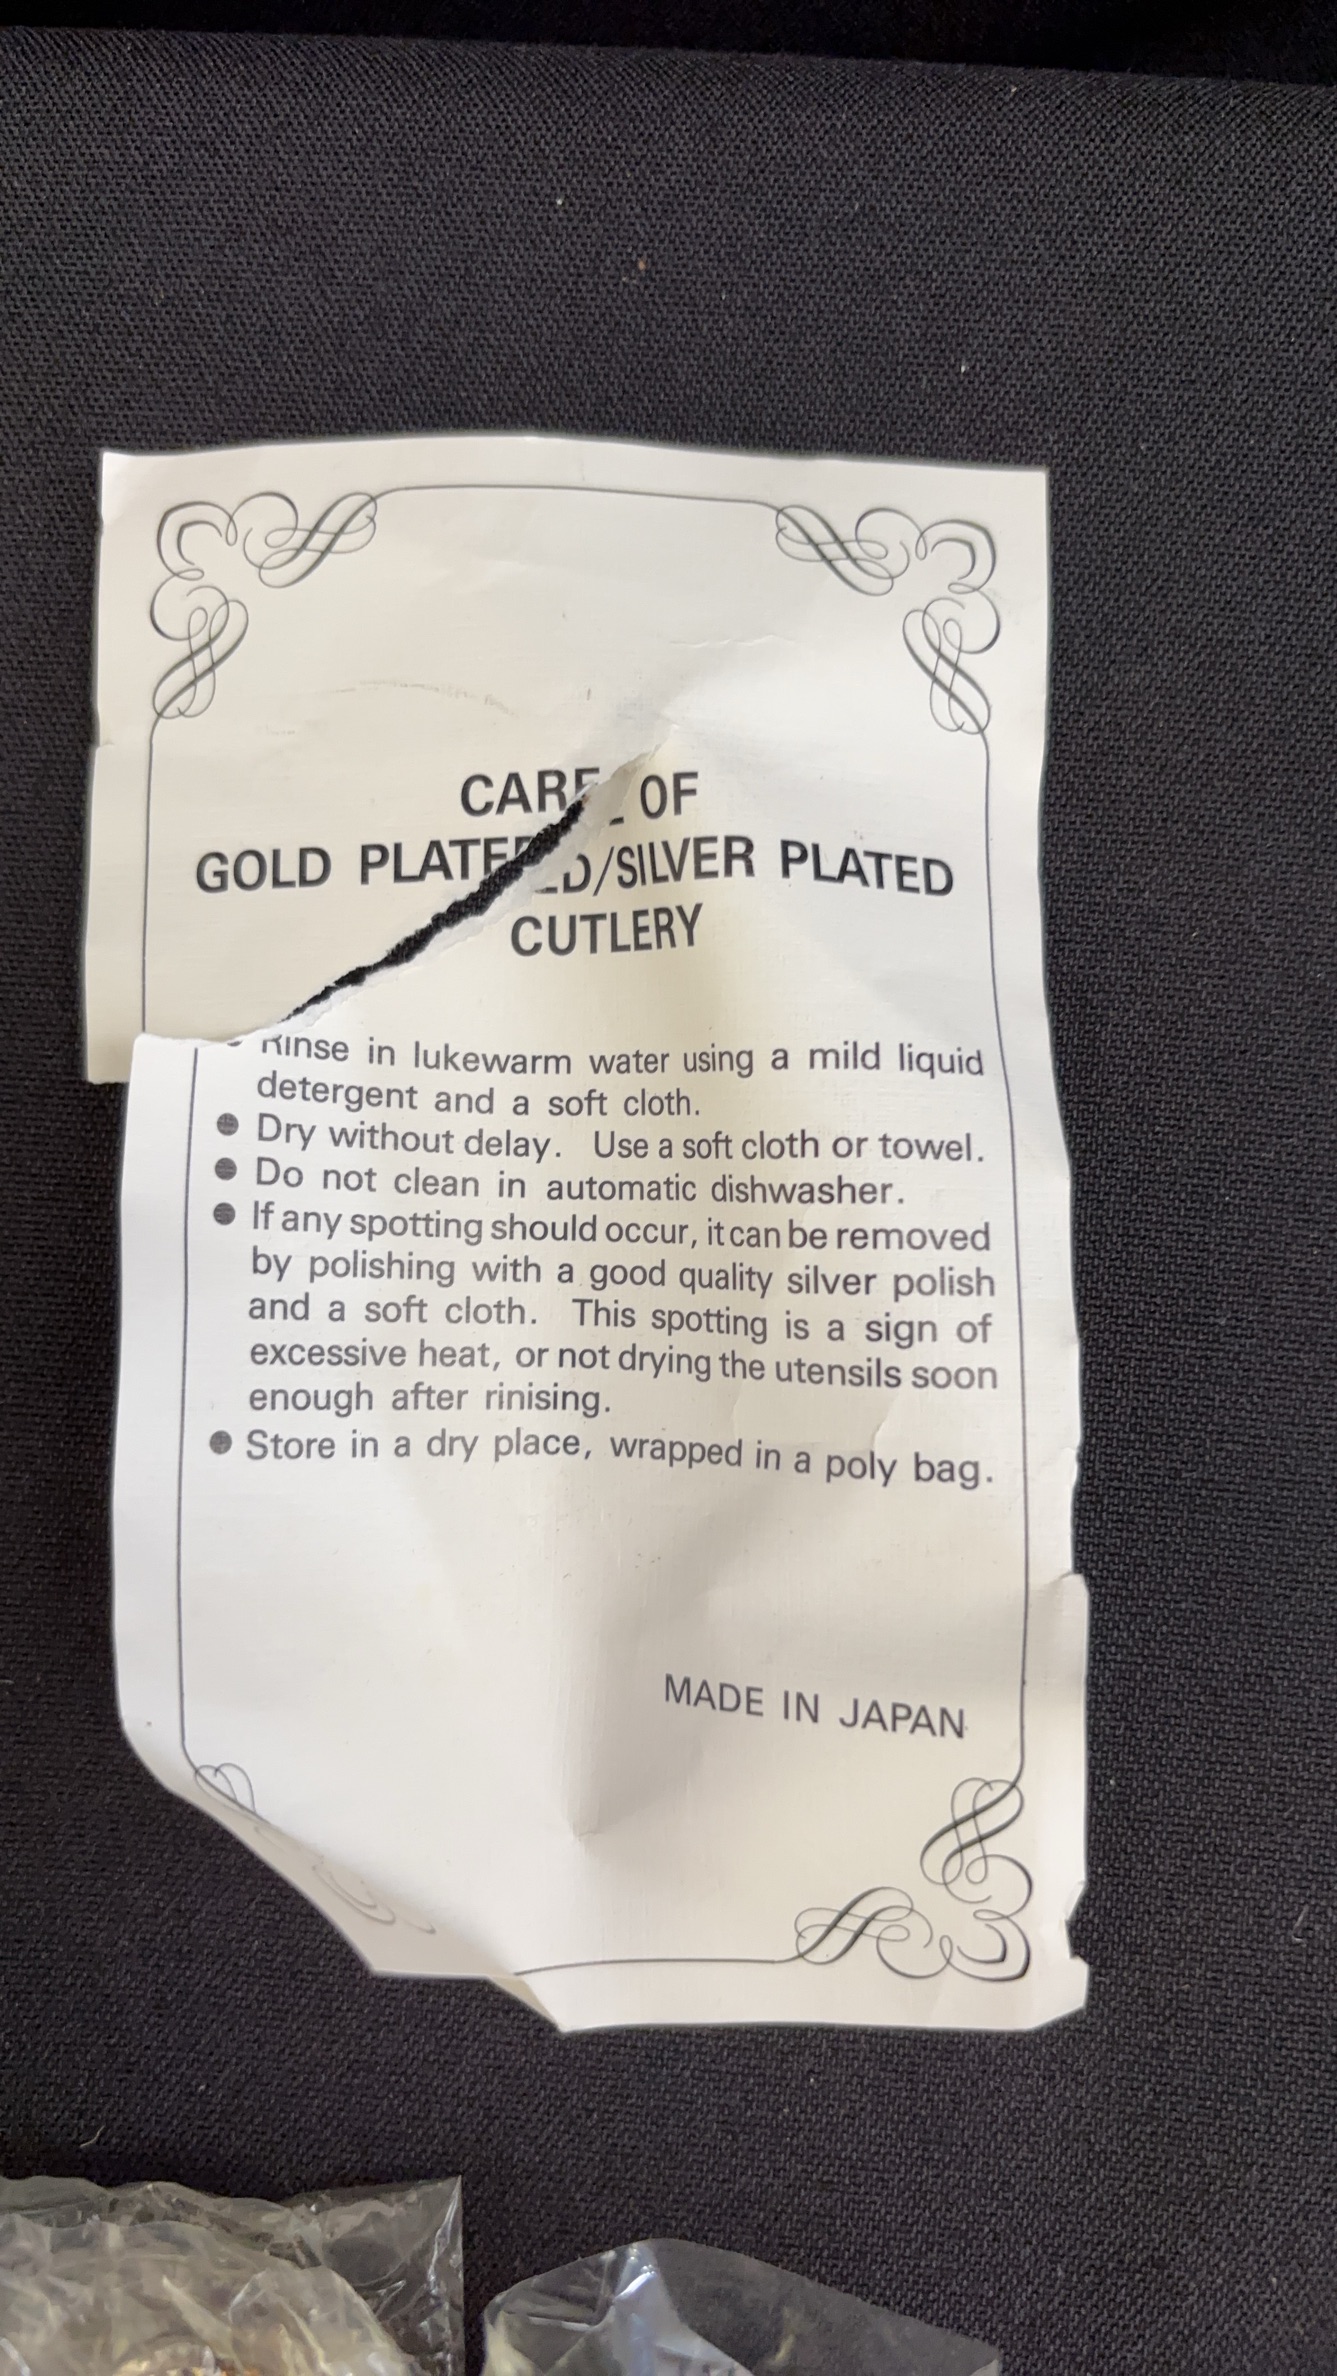 CARE OF
GOLD PLATED/SILVER PLATED
CUTLERY
● Rinse in lukewarm water using a mild liquid
detergent and a soft cloth.
● Dry without delay. Use a soft cloth or towel.
● Do not clean in automatic dishwasher.
● If any spotting should occur, it can be removed
by polishing with a good quality silver polish
and a soft cloth. This spotting is a sign of
excessive heat, or not drying the utensils soon
enough after rinising.
● Store in a dry place, wrapped in a poly bag.
MADE IN JAPAN